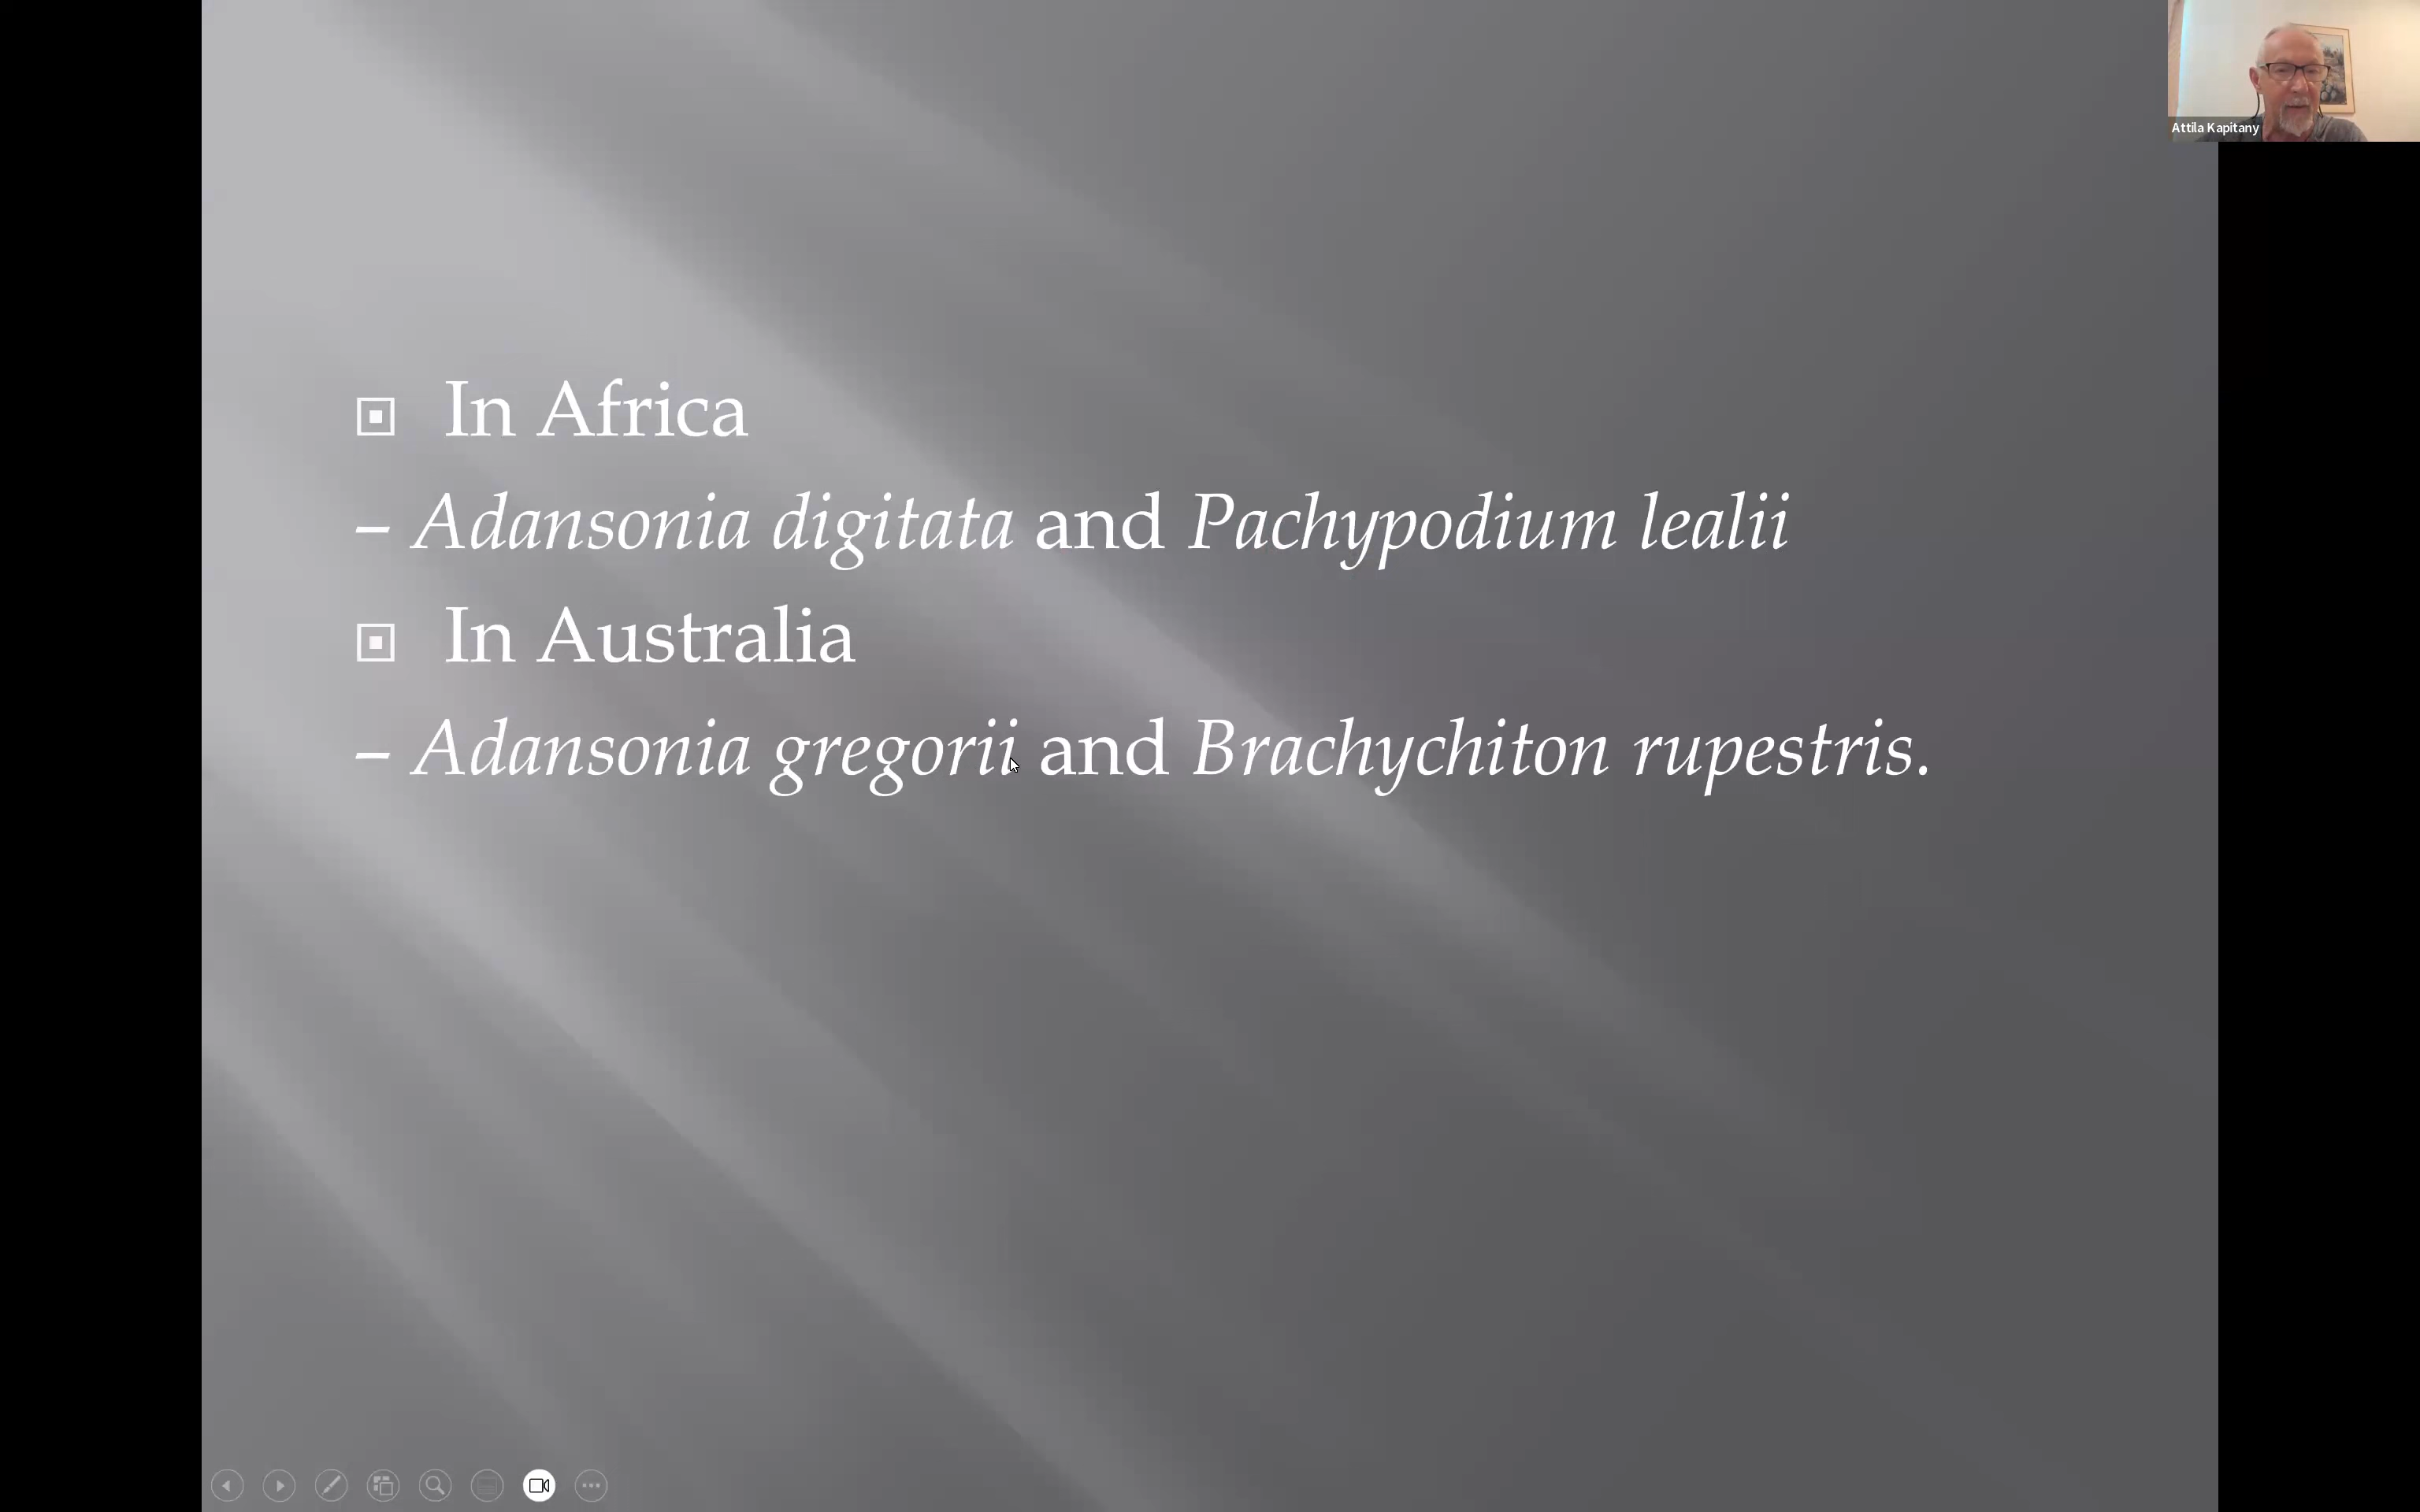 Attila Kapitany
In Africa
– Adansonia digitata and Pachypodium lealii
In Australia
– Adansonia gregorii and Brachychiton rupestris.